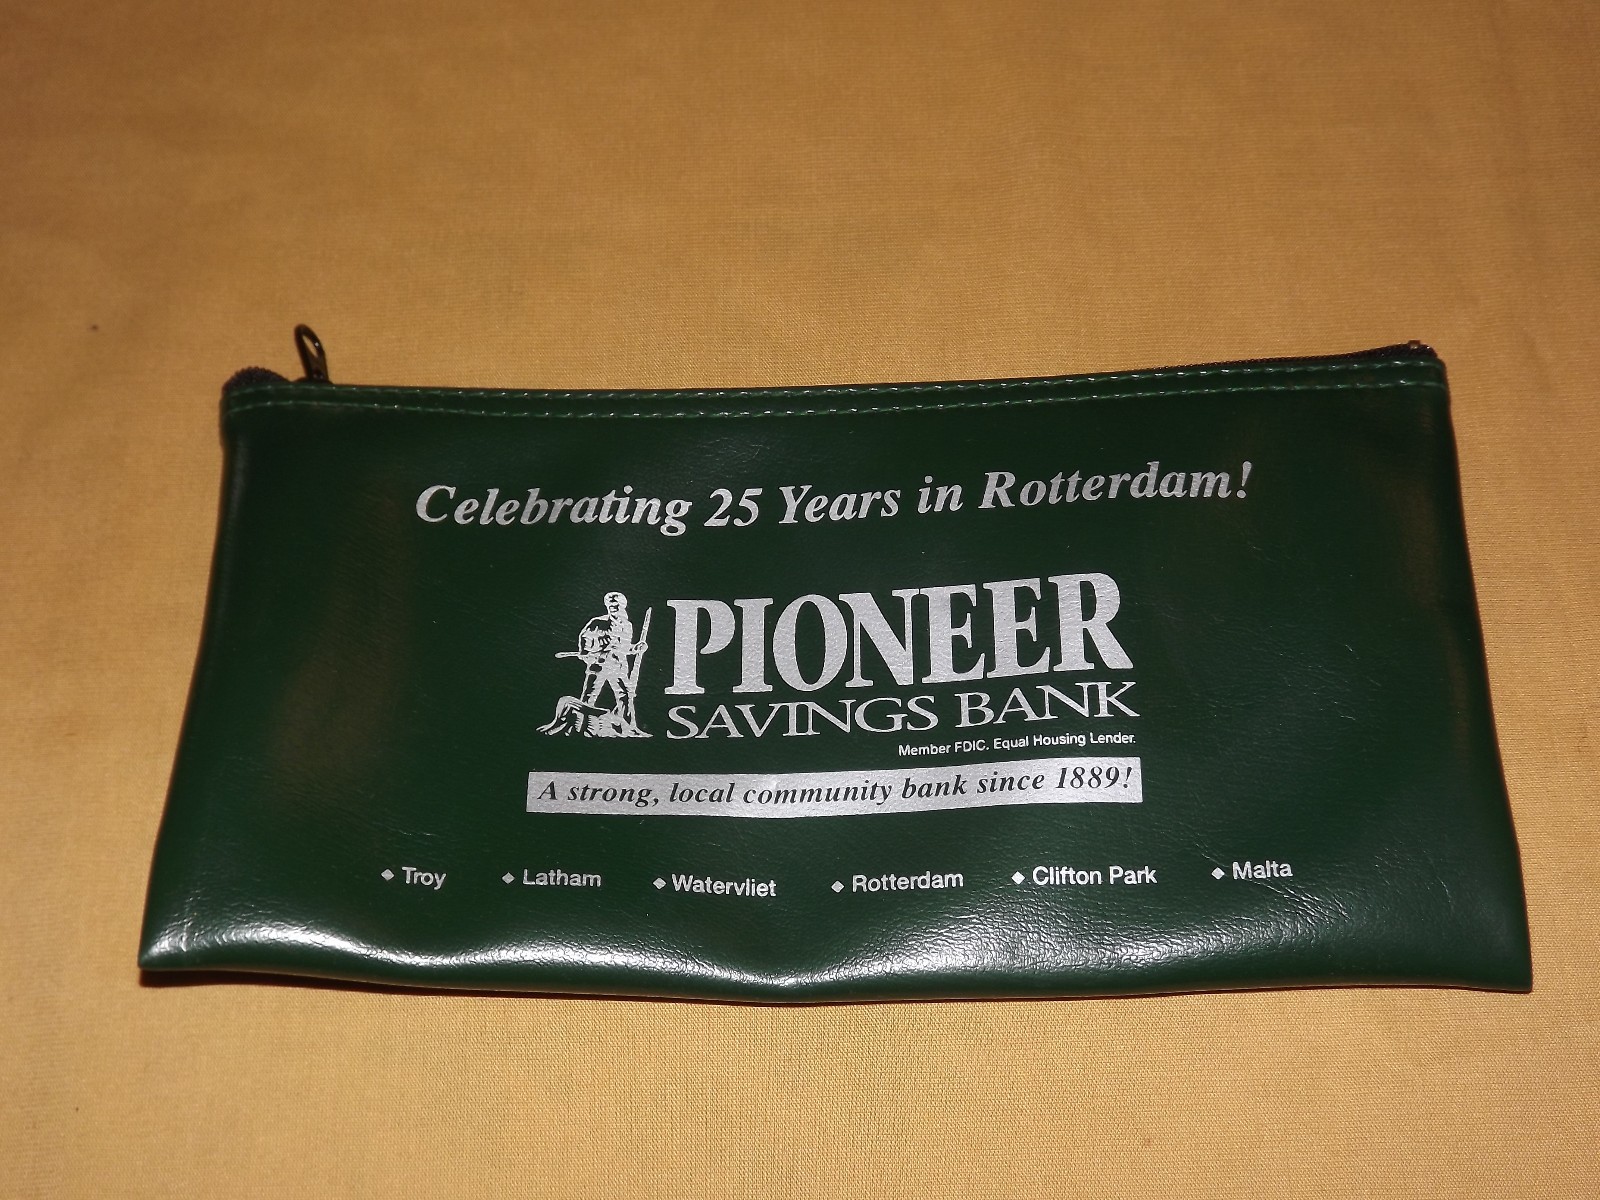 Celebrating 25 Years in Rotterdam!
PIONEER
SAVINGS BANK
Member FDIC. Equal Housing Lender.
A strong, local community bank since 1889!
◆ Troy ◆ Latham ◆ Watervliet ◆ Rotterdam ◆ Clifton Park ◆ Malta